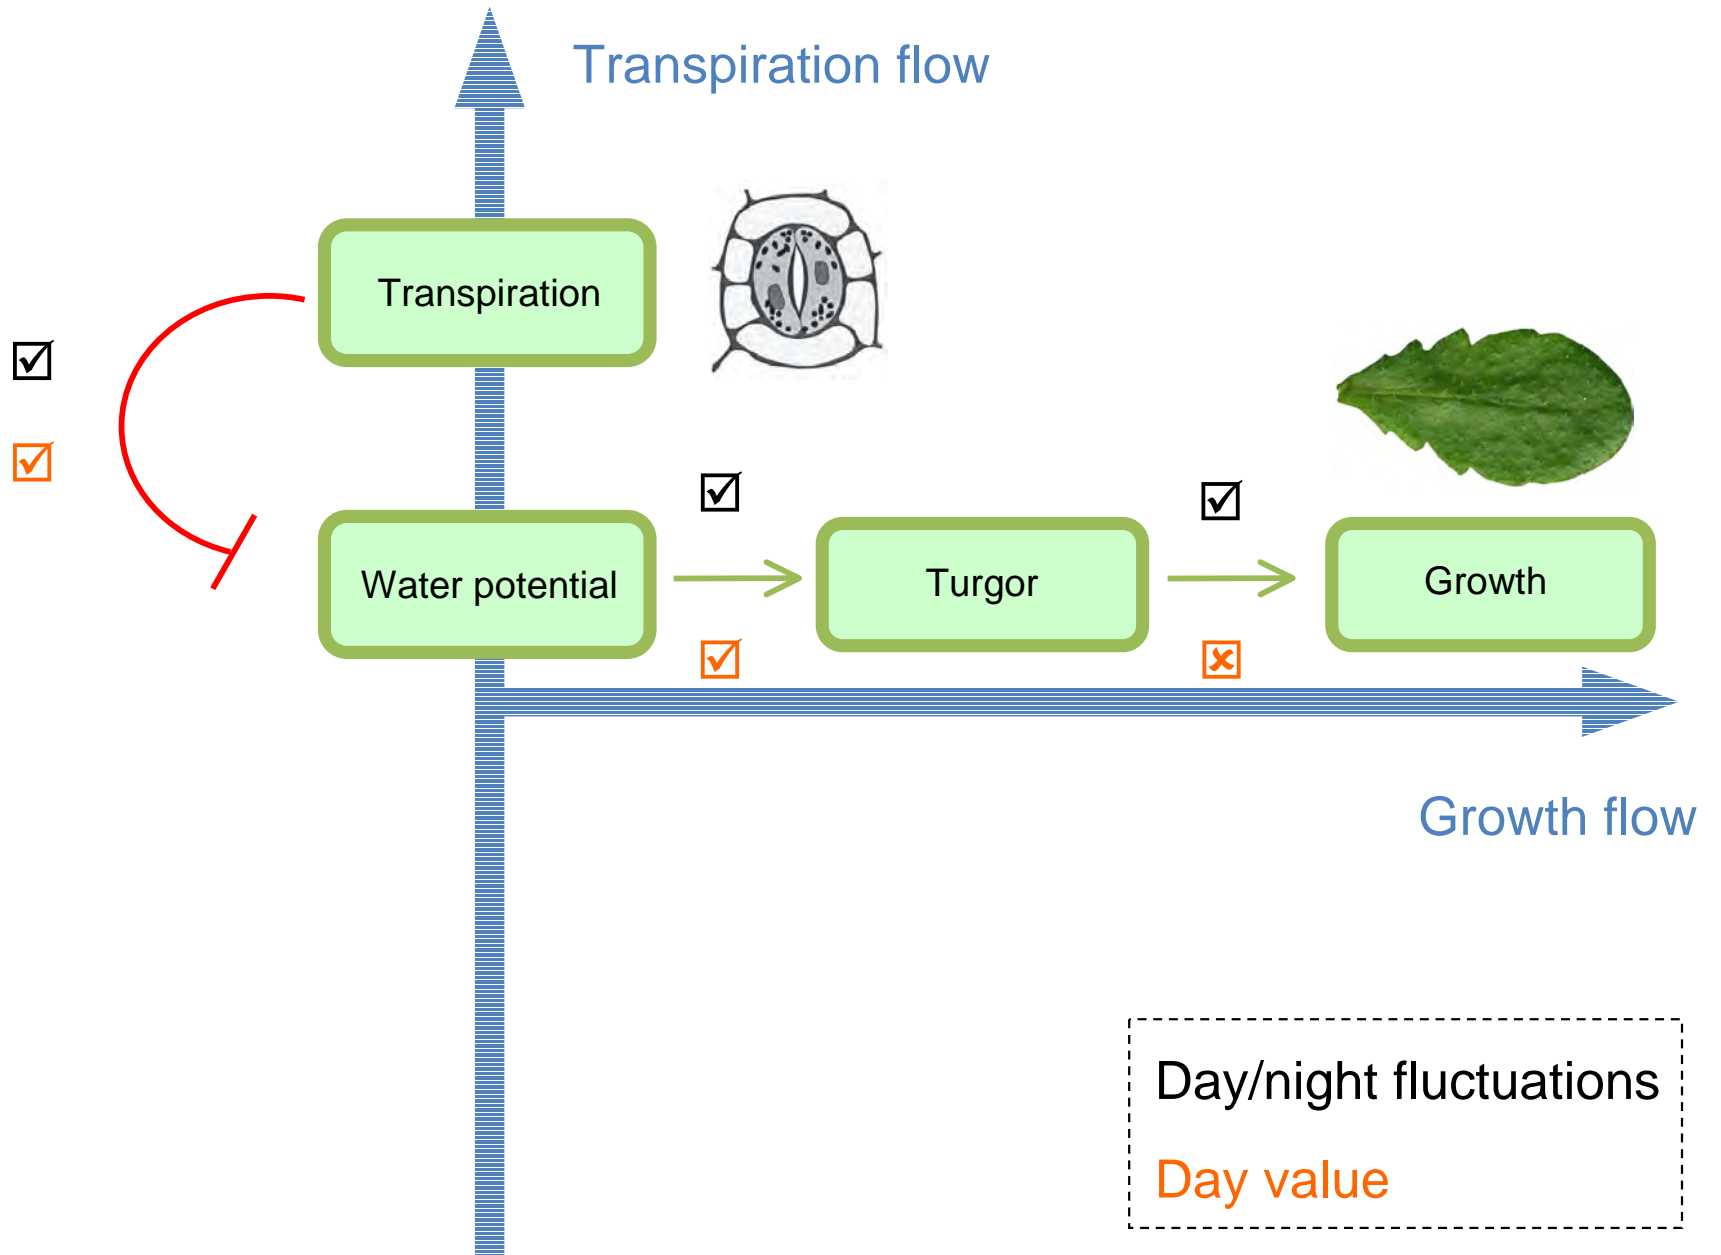 Transpiration flow
Transpiration
Water potential
Turgor
Growth
Growth flow
Day/night fluctuations
Day value